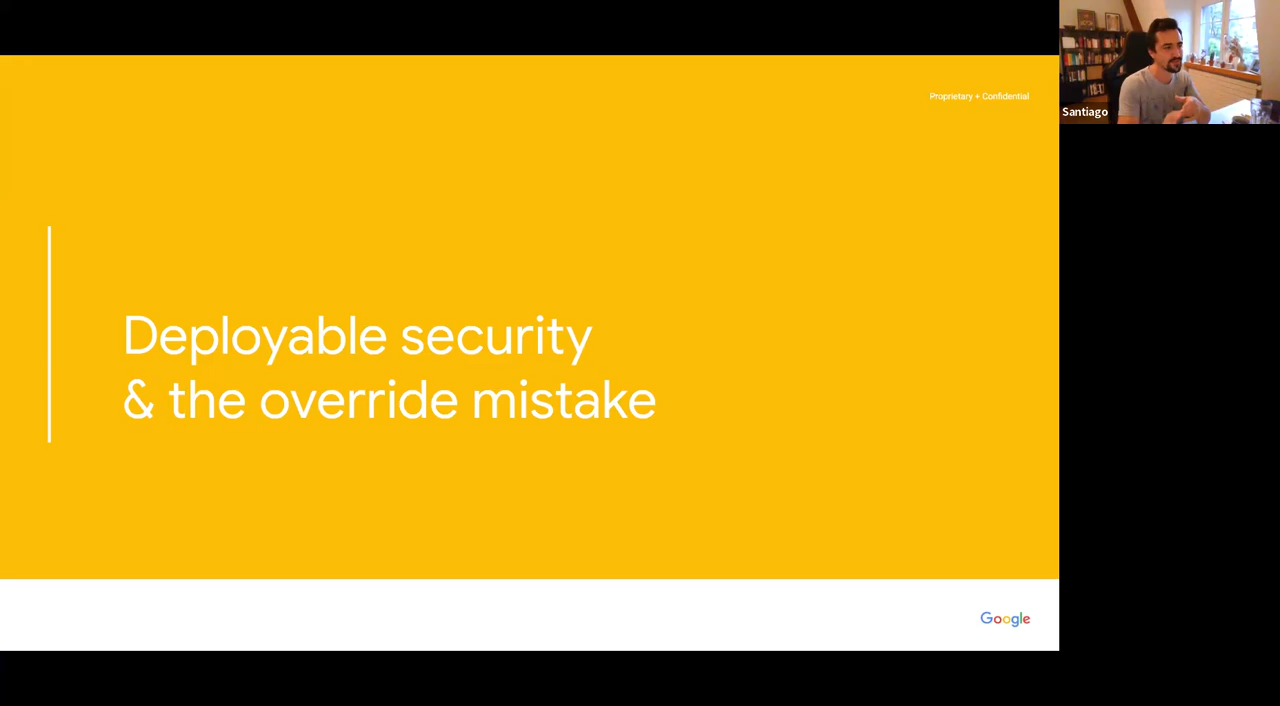 Proprietary + Confidential
Santiago
Deployable security
& the override mistake
Google